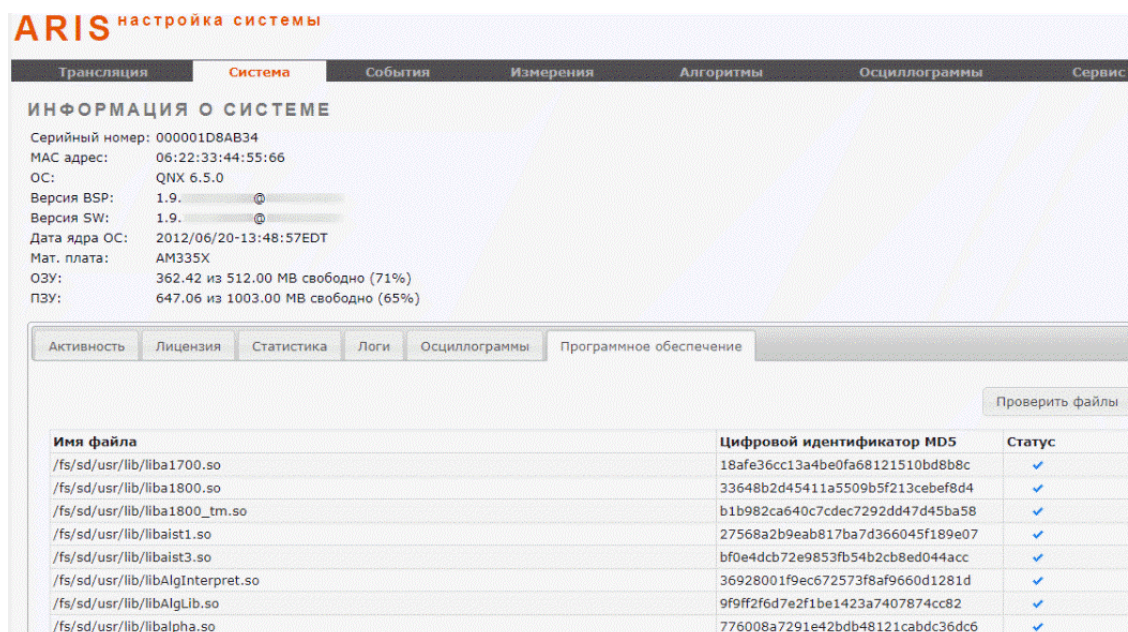 ARIS настройка системы
Трансляция Система События Измерения Алгоритмы Осциллограммы Сервис
ИНФОРМАЦИЯ О СИСТЕМЕ
Серийный номер: 000001D8AB34
MAC адрес: 06:22:33:44:55:66
ОС: QNX 6.5.0
Версия BSP: 1.9. @
Версия SW: 1.9. @
Дата ядра ОС: 2012/06/20-13:48:57EDT
Мат. плата: AM335X
ОЗУ: 362.42 из 512.00 MB свободно (71%)
ПЗУ: 647.06 из 1003.00 MB свободно (65%)
Активность Лицензия Статистика Логи Осциллограммы Программное обеспечение
Проверить файлы
Имя файла Цифровой идентификатор MD5 Статус
/fs/sd/usr/lib/liba1700.so 18afe36cc13a4be0fa68121510bd8b8c
/fs/sd/usr/lib/liba1800.so 33648b2d45411a5509b5f213cebef8d4
/fs/sd/usr/lib/liba1800_tm.so b1b982ca640c7cdec7292dd47d45ba58
/fs/sd/usr/lib/libaist1.so 27568a2b9eab817ba7d366045f189e07
/fs/sd/usr/lib/libaist3.so bf0e4dcb72e9853fb54b2cb8ed044acc
/fs/sd/usr/lib/libAlgInterpret.so 36928001f9ec672573f8af9660d1281d
/fs/sd/usr/lib/libAlgLib.so 9f9ff2f6d7e2f1be1423a7407874cc82
/fs/sd/usr/lib/libalpha.so 776008a7291e42bdb48121cabdc36dc6